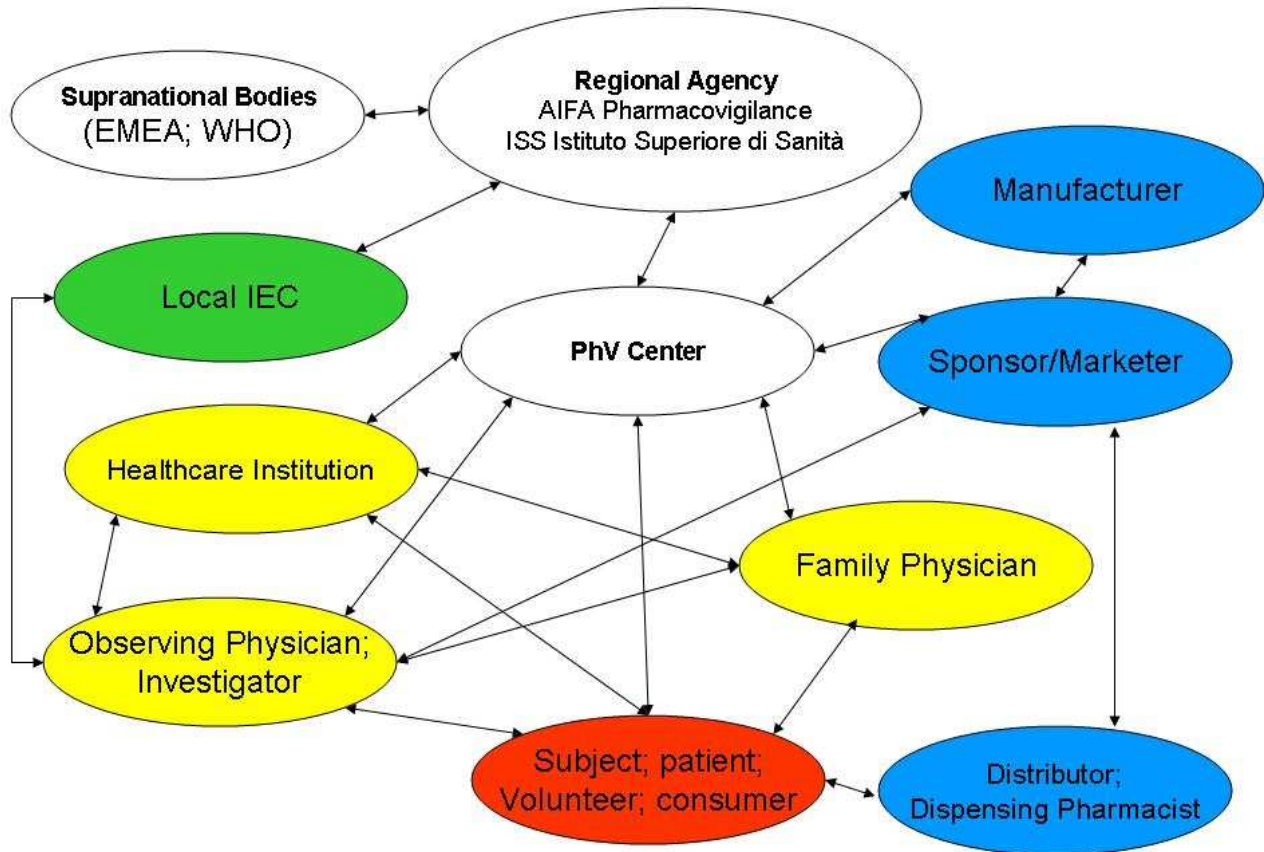 Supranational Bodies
(EMEA; WHO)
Regional Agency
AIFA Pharmacovigilance
ISS Istituto Superiore di Sanità
Manufacturer
Local IEC
PhV Center
Sponsor/Marketer
Healthcare Institution
Family Physician
Observing Physician;
Investigator
Subject; patient;
Volunteer; consumer
Distributor;
Dispensing Pharmacist